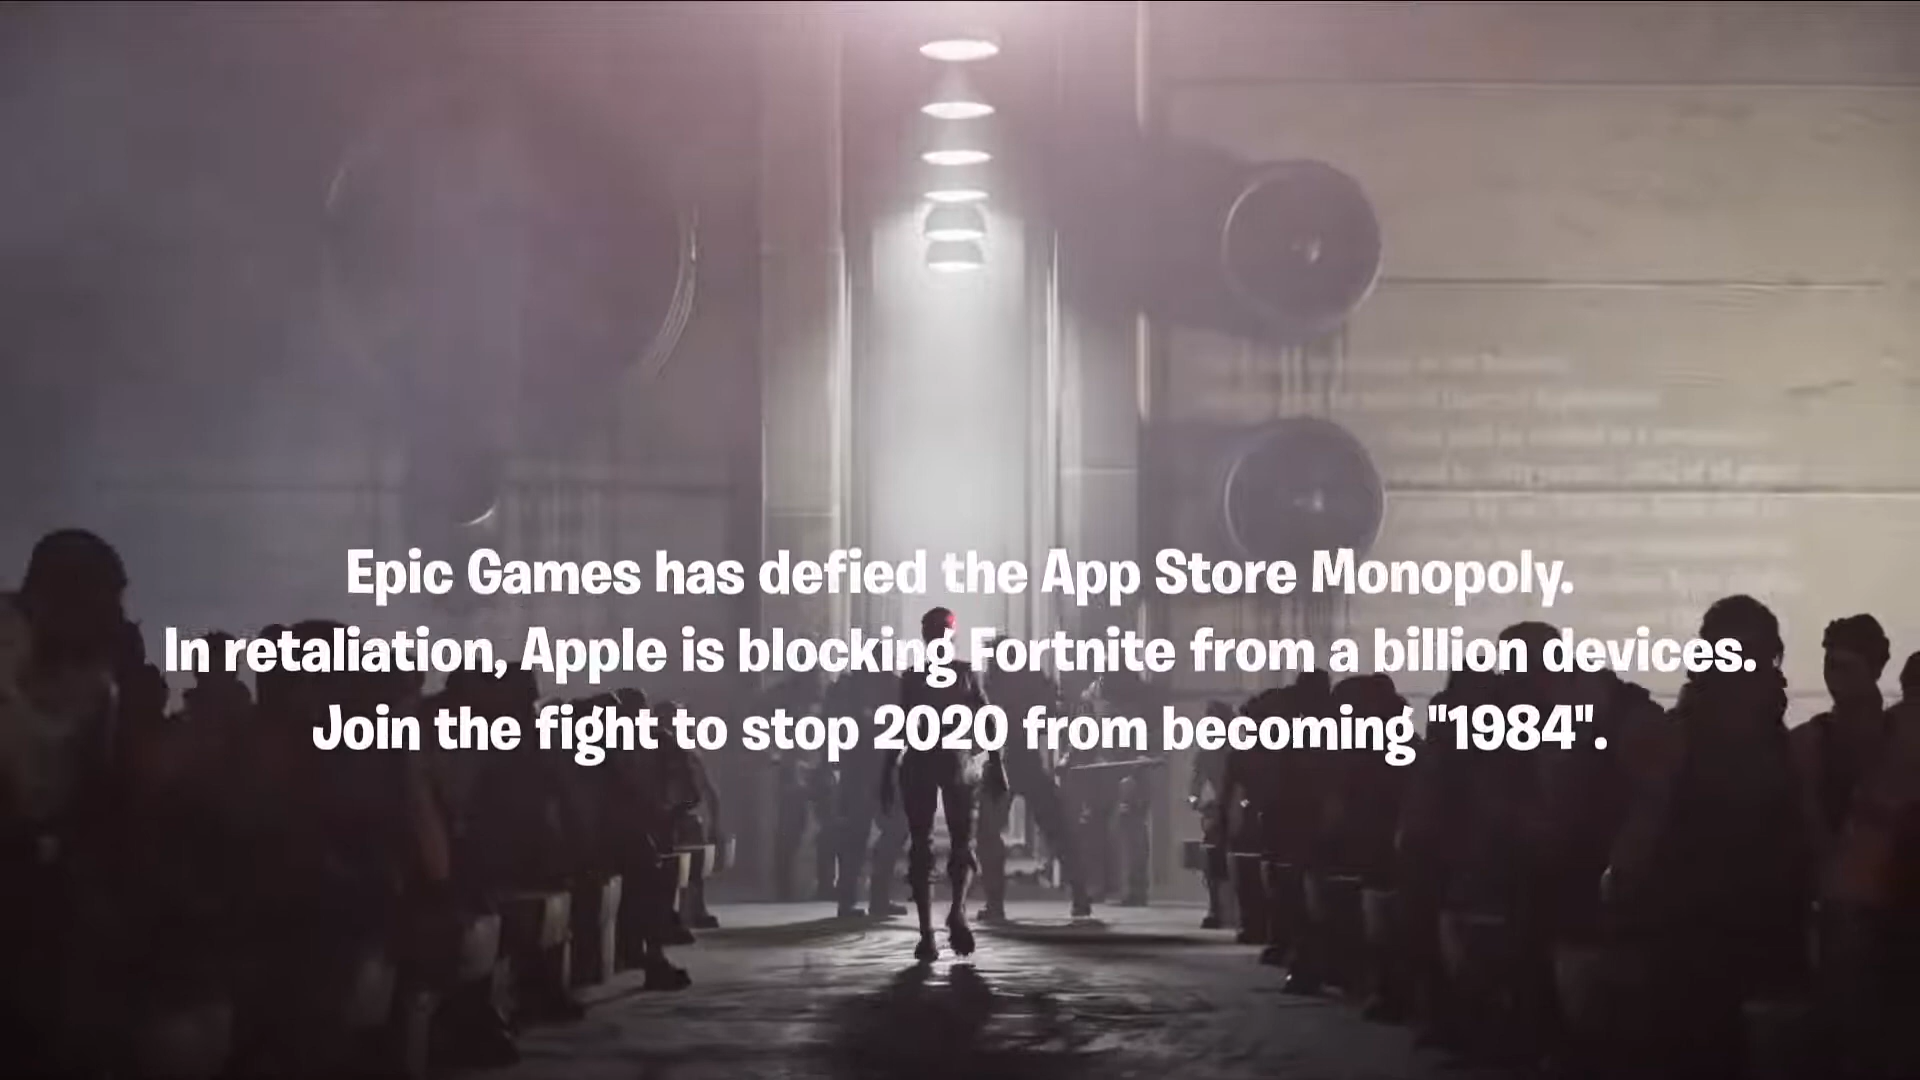 Epic Games has defied the App Store Monopoly.
In retaliation, Apple is blocking Fortnite from a billion devices.
Join the fight to stop 2020 from becoming "1984".